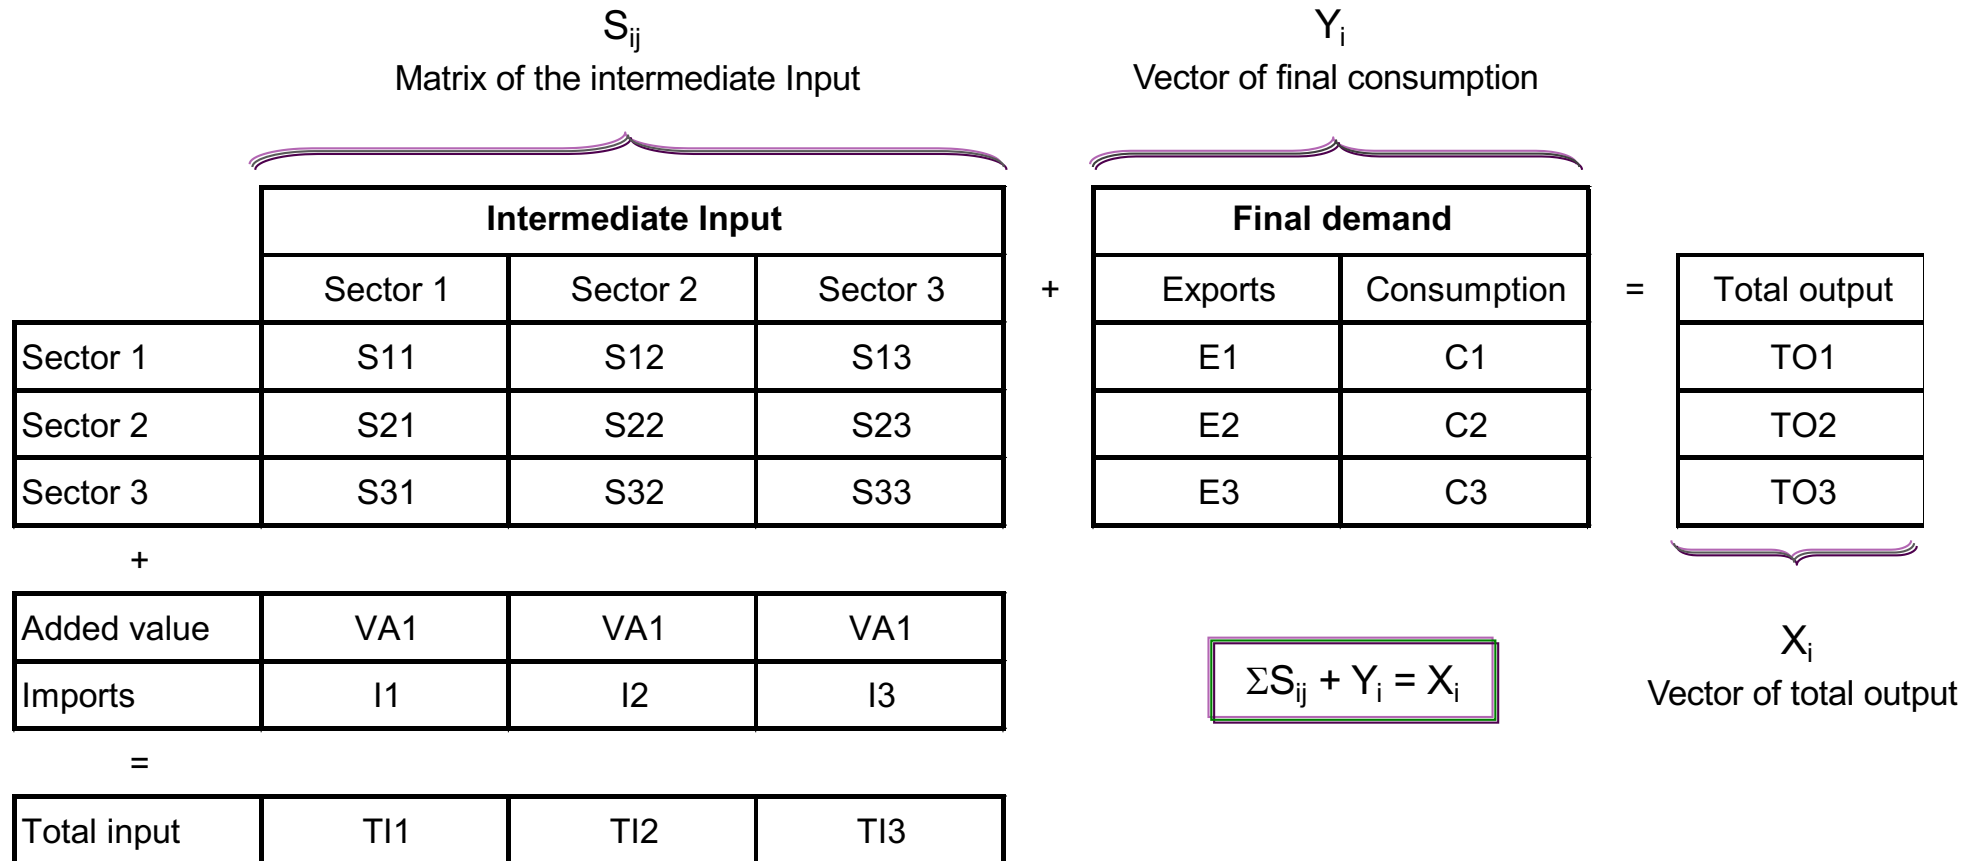 Sij Yi
Matrix of the intermediate Input Vector of final consumption
Intermediate Input Final demand
Sector 1 Sector 2 Sector 3 + Exports Consumption = Total output
Sector 1 S11 S12 S13 E1 C1 TO1
Sector 2 S21 S22 S23 E2 C2 TO2
Sector 3 S31 S32 S33 E3 C3 TO3
+
Added value VA1 VA1 VA1
Imports I1 I2 I3
ΣSij + Yi = Xi
Xi
Vector of total output
=
Total input TI1 TI2 TI3